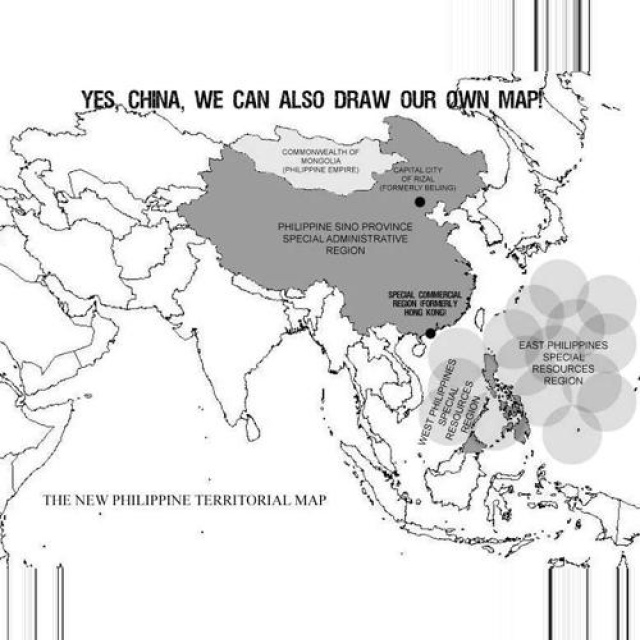 YES, CHINA, WE CAN ALSO DRAW OUR OWN MAP!
COMMONWEALTH OF
MONGOLIA
(PHILIPPINE EMPIRE)
CAPITAL CITY
OF RIZAL
(FORMERLY BEIJING)
PHILIPPINE SINO PROVINCE
SPECIAL ADMINISTRATIVE
REGION
SPECIAL COMMERCIAL
REGION (FORMERLY
HONG KONG)
EAST PHILIPPINES
SPECIAL
RESOURCES
REGION
WEST PHILIPPINES
SPECIAL
RESOURCES
REGION
THE NEW PHILIPPINE TERRITORIAL MAP